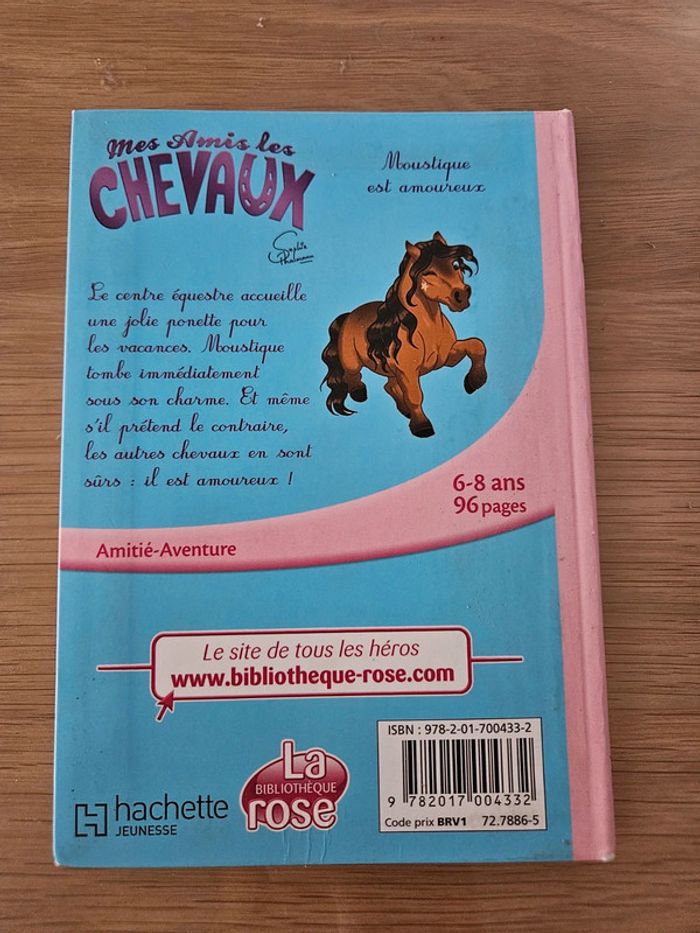 Mes Amis les
CHEVAUX
Sophie
Thalmann
Moustique
est amoureux
Le centre équestre accueille
une jolie ponette pour
les vacances. Moustique
tombe immédiatement
sous son charme. Et même
s'il prétend le contraire,
les autres chevaux en sont
sûrs : il est amoureux !
6-8 ans
96 pages
Amitié-Aventure
Le site de tous les héros
www.bibliotheque-rose.com
hachette
JEUNESSE
La
BIBLIOTHÈQUE
rose
ISBN : 978-2-01-700433-2
9 782017 004332
Code prix BRV1 72.7886-5